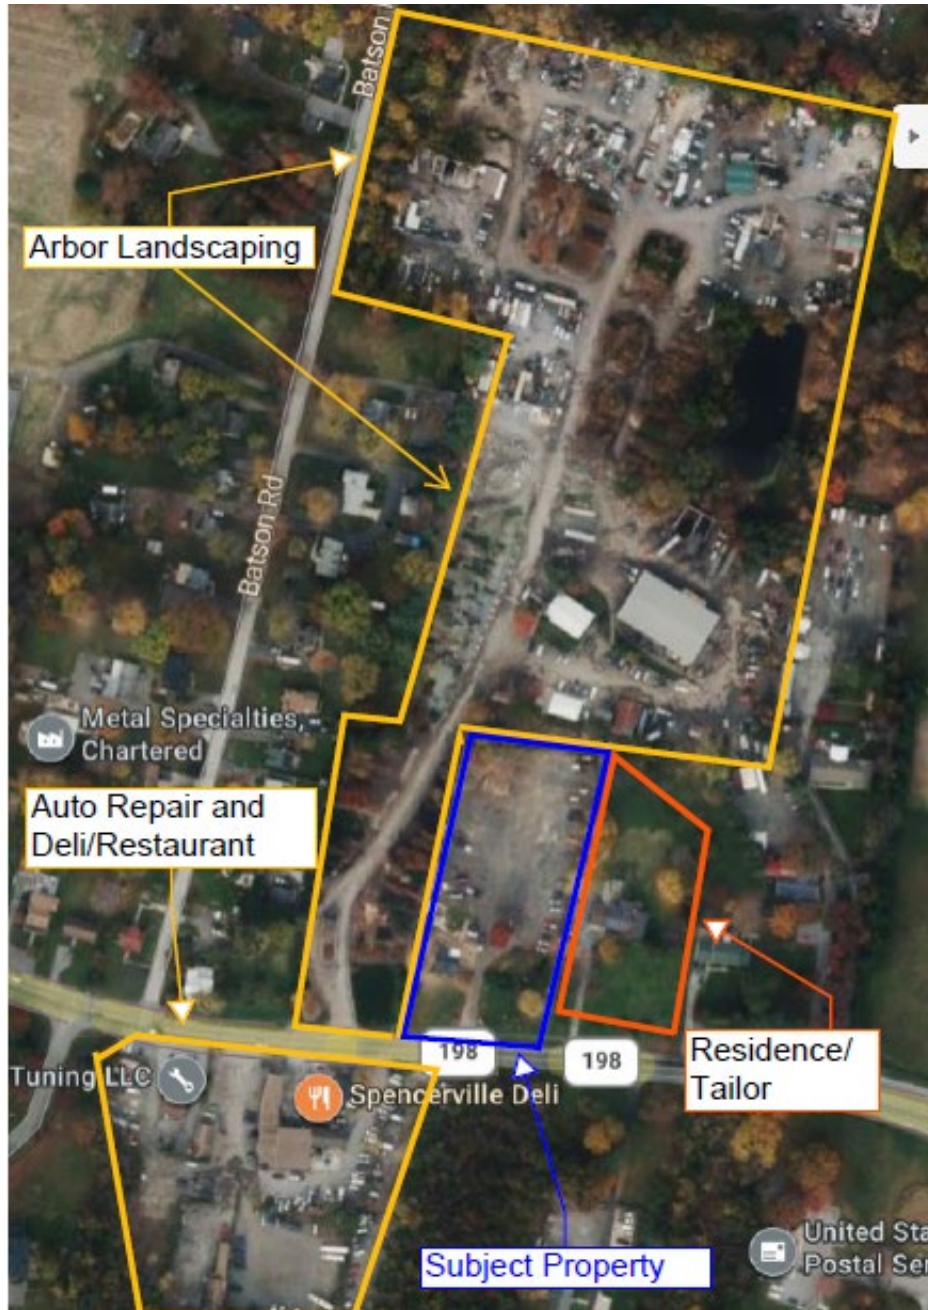 Batson R
Arbor Landscaping
Batson Rd
Metal Specialties,
Chartered
Auto Repair and
Deli/Restaurant
198
198
Residence/
Tailor
Tuning LLC
Spencerville Deli
Subject Property
United Sta
Postal Ser